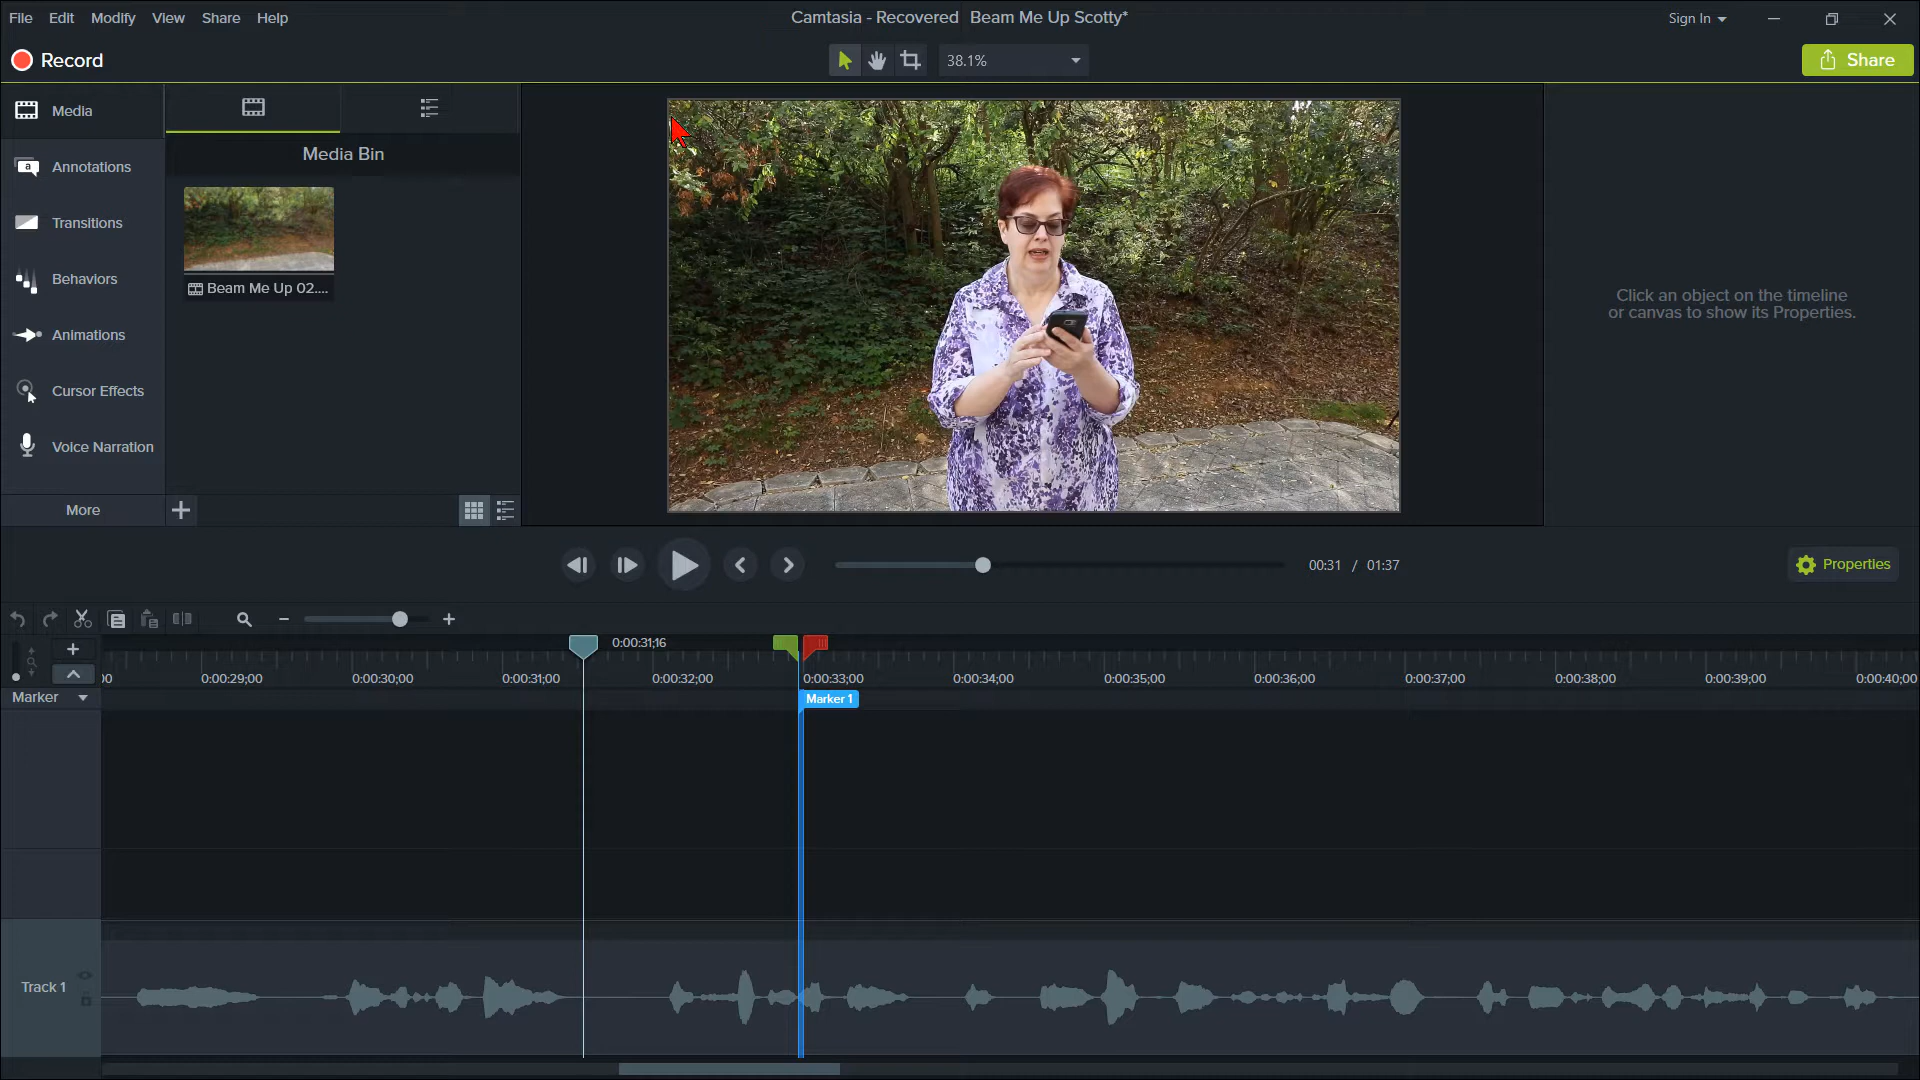 File Edit Modify View Share Help
Camtasia - Recovered Beam Me Up Scotty*
Sign In
Record
38.1%
Share
Media
Annotations
Transitions
Behaviors
Animations
Cursor Effects
Voice Narration
More
Media Bin
Beam Me Up 02....
Click an object on the timeline
or canvas to show its Properties.
00:31 / 01:37
Properties
0:00:31;16
00 0:00:29;00 0:00:30;00 0:00:31;00 0:00:32;00 0:00:33;00 0:00:34;00 0:00:35;00 0:00:36;00 0:00:37;00 0:00:38;00 0:00:39;00 0:00:40;00
Marker
Marker 1
Track 1